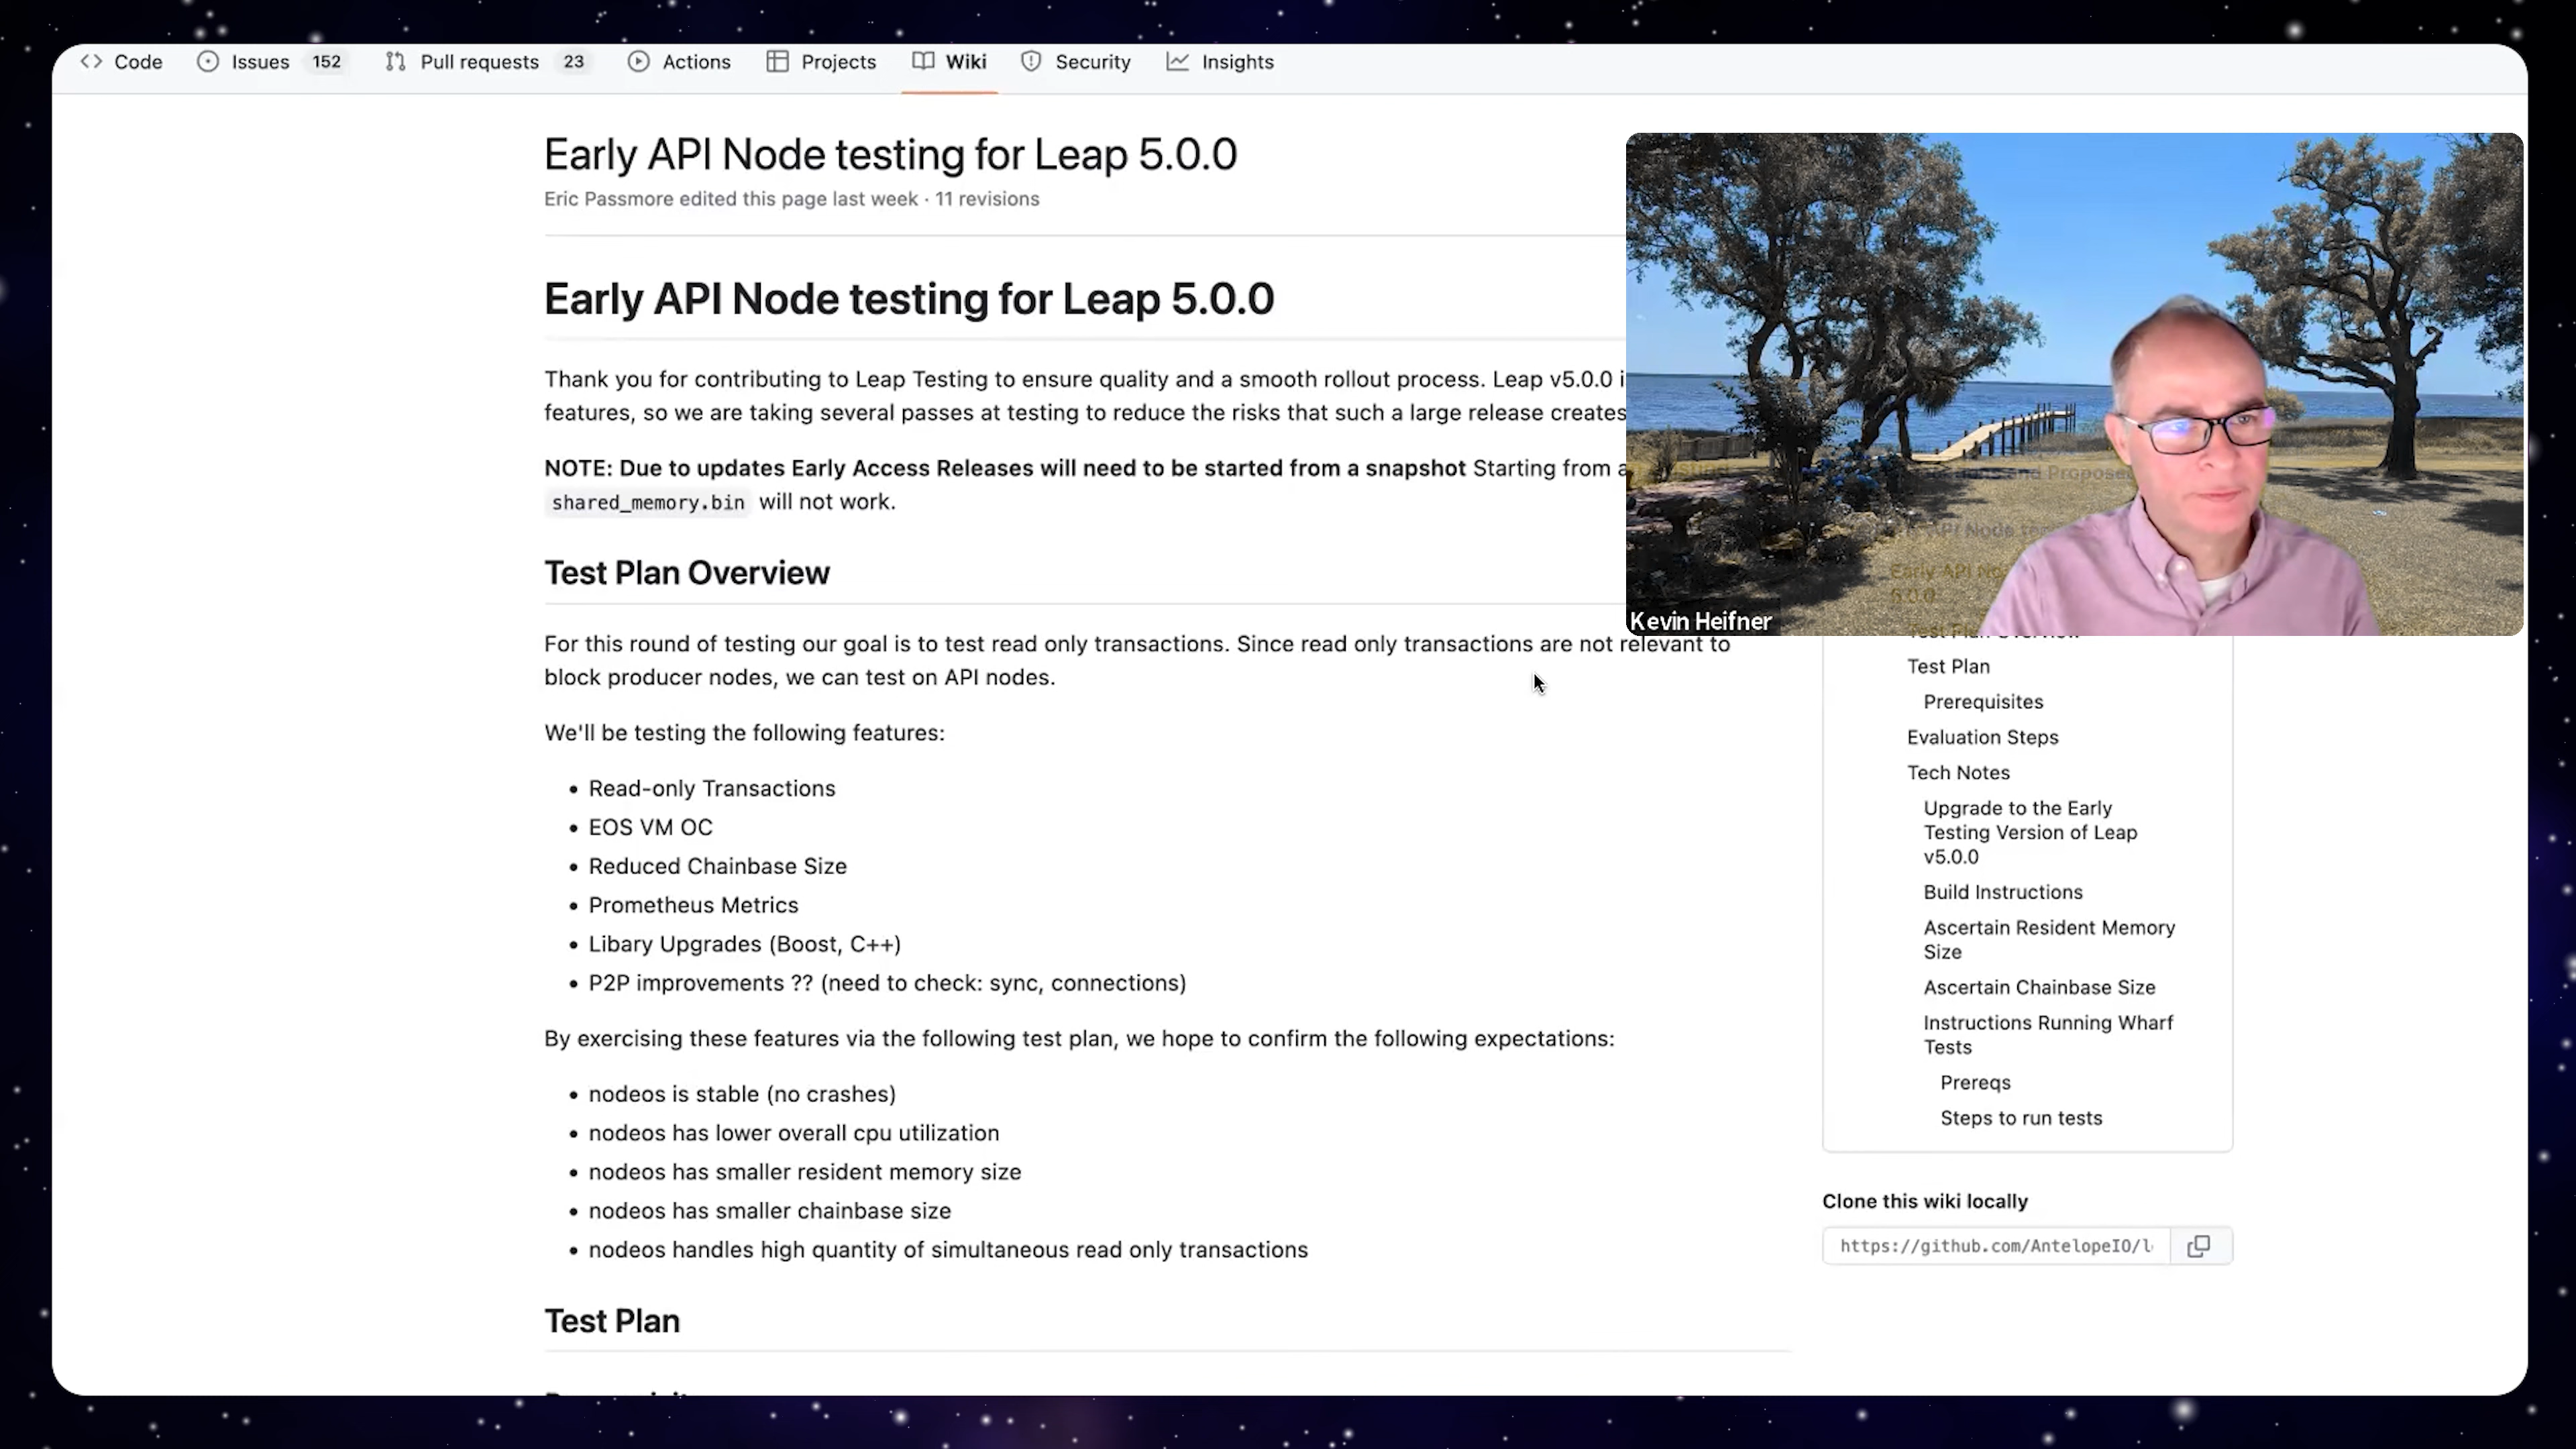 Code Issues 152 Pull requests 23 Actions Projects Wiki Security Insights
Early API Node testing for Leap 5.0.0
Eric Passmore edited this page last week · 11 revisions
Early API Node testing for Leap 5.0.0
Thank you for contributing to Leap Testing to ensure quality and a smooth rollout process. Leap v5.0.0
features, so we are taking several passes at testing to reduce the risks that such a large release creates
NOTE: Due to updates Early Access Releases will need to be started from a snapshot Starting from
shared_memory.bin will not work.
Test Plan Overview
For this round of testing our goal is to test read only transactions. Since read only transactions are not relevant to
block producer nodes, we can test on API nodes.
We'll be testing the following features:
• Read-only Transactions
• EOS VM OC
• Reduced Chainbase Size
• Prometheus Metrics
• Libary Upgrades (Boost, C++)
• P2P improvements ?? (need to check: sync, connections)
By exercising these features via the following test plan, we hope to confirm the following expectations:
• nodeos is stable (no crashes)
• nodeos has lower overall cpu utilization
• nodeos has smaller resident memory size
• nodeos has smaller chainbase size
• nodeos handles high quantity of simultaneous read only transactions
Test Plan
Kevin Heifner
Test Plan
Prerequisites
Evaluation Steps
Tech Notes
Upgrade to the Early
Testing Version of Leap
v5.0.0
Build Instructions
Ascertain Resident Memory
Size
Ascertain Chainbase Size
Instructions Running Wharf
Tests
Prereqs
Steps to run tests
Clone this wiki locally
https://github.com/AntelopeIO/l